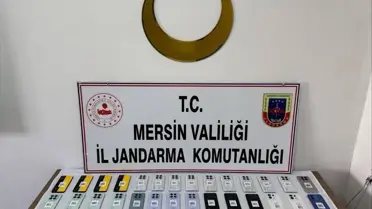 T.C.
MERSİN VALİLİĞİ
İL JANDARMA KOMUTANLIĞI